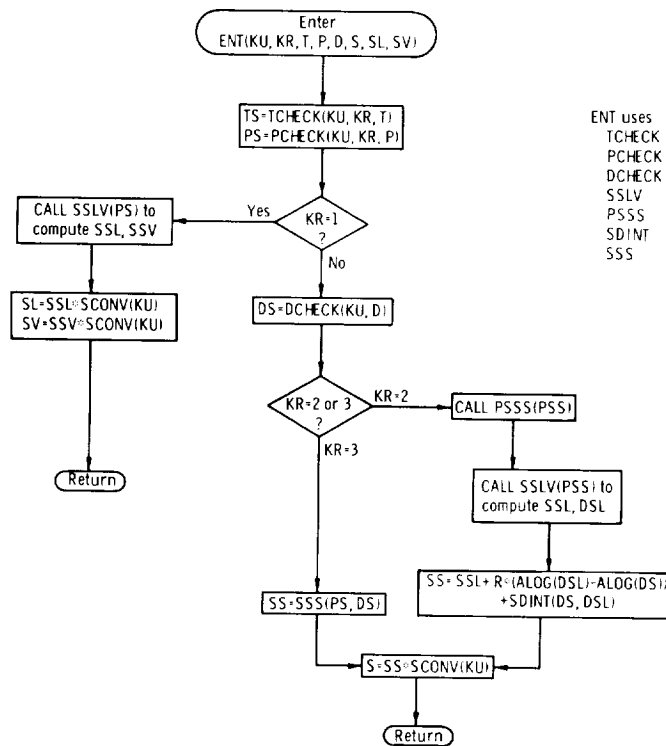 Enter
ENT(KU, KR, T, P, D, S, SL, SV)
TS=TCHECK(KU, KR, T)
PS=PCHECK(KU, KR, P)
ENT uses
TCHECK
PCHECK
DCHECK
SSLV
PSSS
SDINT
SSS
KR=1
?
Yes
No
CALL SSLV(PS) to
compute SSL, SSV
SL=SSL*SCONV(KU)
SV=SSV*SCONV(KU)
Return
DS=DCHECK(KU, D)
KR=2 or 3
?
KR=2
KR=3
CALL PSSS(PSS)
CALL SSLV(PSS) to
compute SSL, DSL
SS= SSL+ R*(ALOG(DSL)-ALOG(DS))
+SDINT(DS, DSL)
SS=SSS(PS, DS)
S=SS*SCONV(KU)
Return